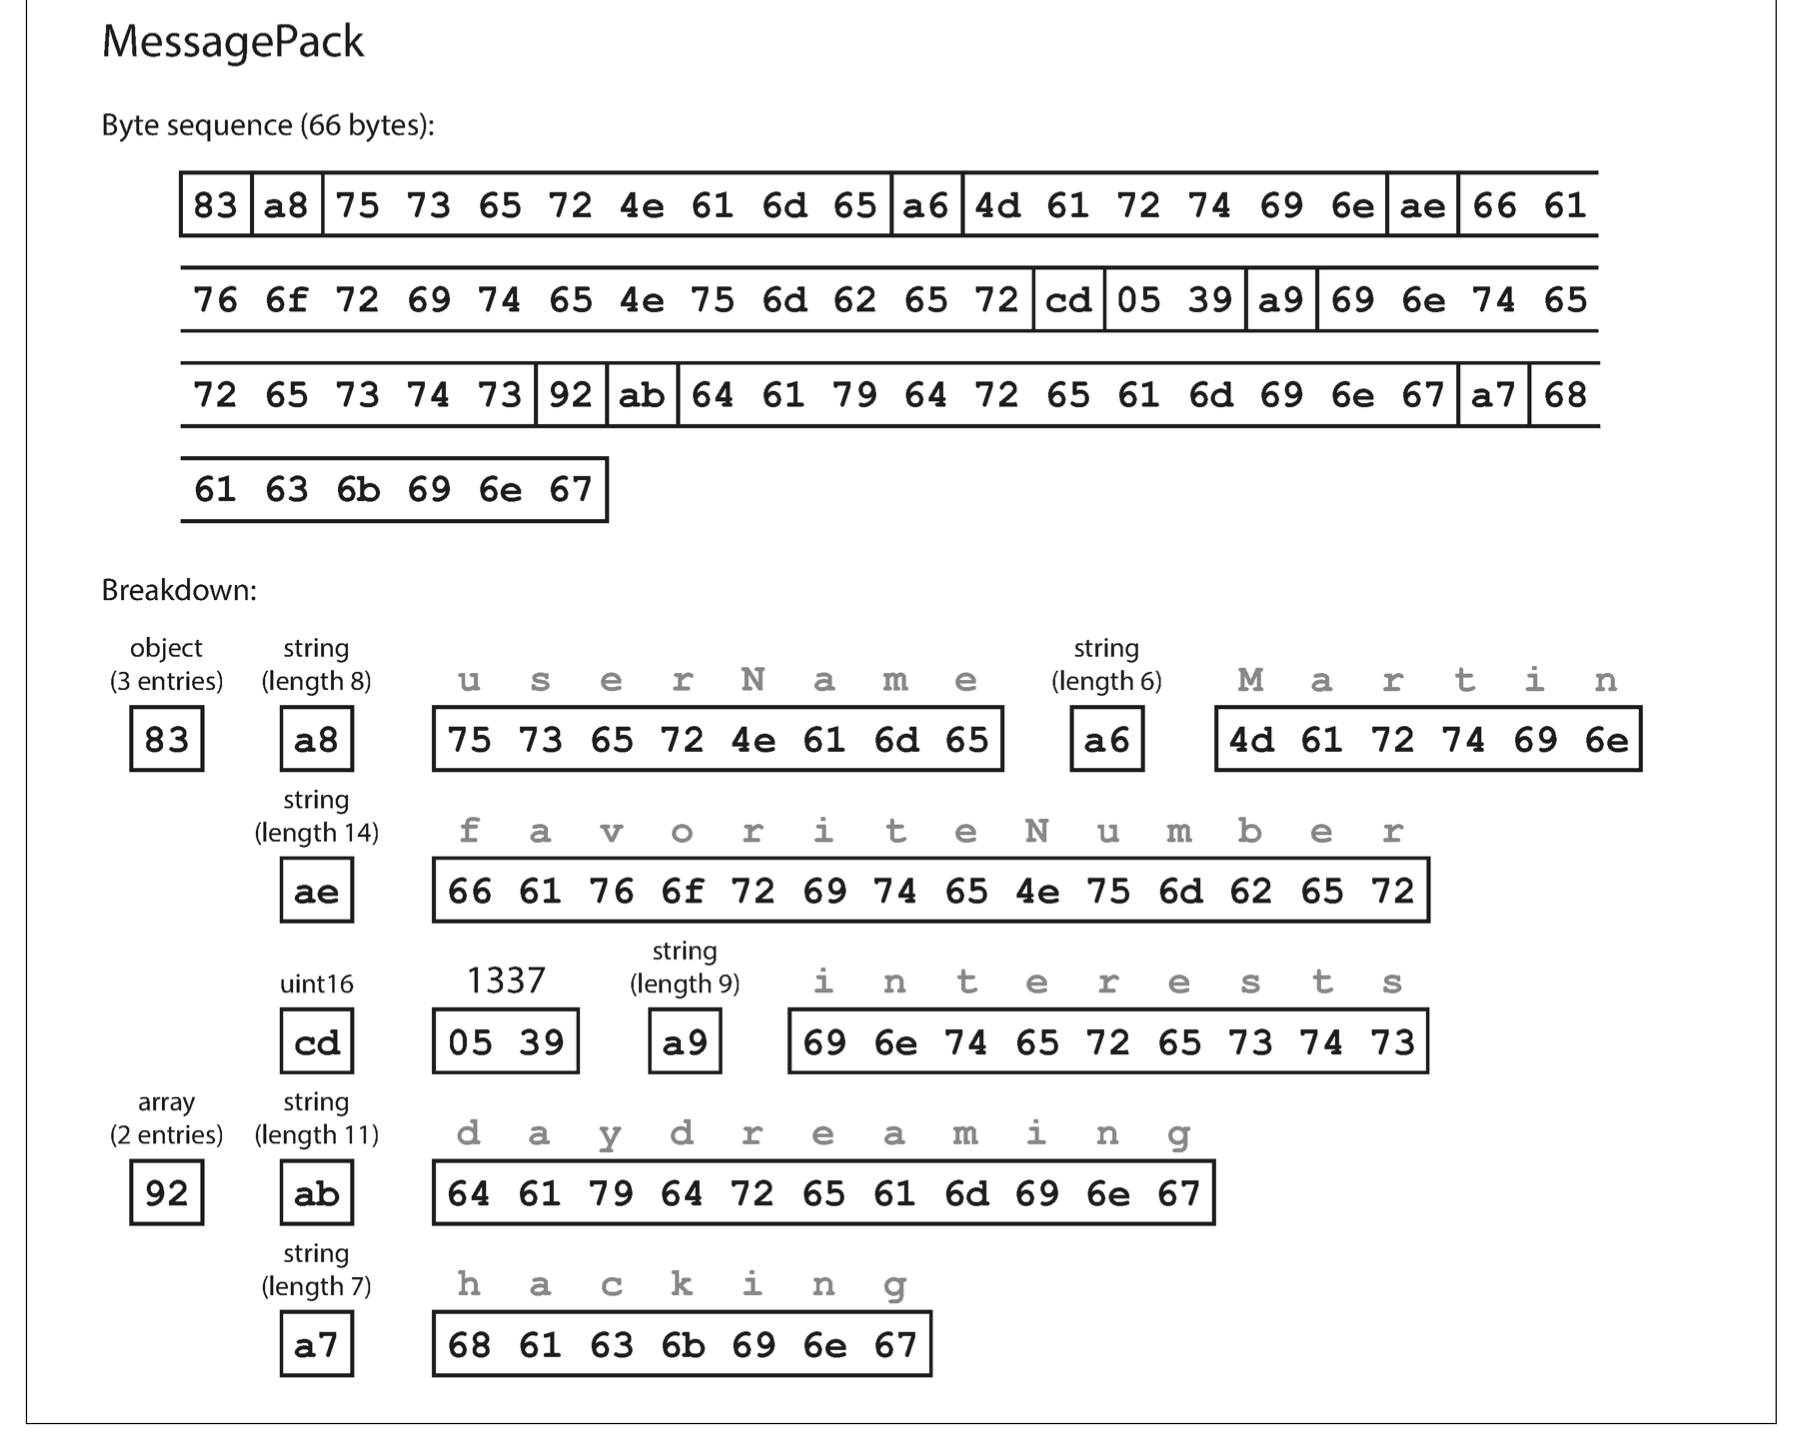 MessagePack
Byte sequence (66 bytes):
83 a8 75 73 65 72 4e 61 6d 65 a6 4d 61 72 74 69 6e ae 66 61
76 6f 72 69 74 65 4e 75 6d 62 65 72 cd 05 39 a9 69 6e 74 65
72 65 73 74 73 92 ab 64 61 79 64 72 65 61 6d 69 6e 67 a7 68
61 63 6b 69 6e 67
Breakdown:
object string string
(3 entries) (length 8) u s e r N a m e (length 6) M a r t i n
83 a8 75 73 65 72 4e 61 6d 65 a6 4d 61 72 74 69 6e
string
(length 14) f a v o r i t e N u m b e r
ae 66 61 76 6f 72 69 74 65 4e 75 6d 62 65 72
string
uint16 1337 (length 9) i n t e r e s t s
cd 05 39 a9 69 6e 74 65 72 65 73 74 73
array string
(2 entries) (length 11) d a y d r e a m i n g
92 ab 64 61 79 64 72 65 61 6d 69 6e 67
string
(length 7) h a c k i n g
a7 68 61 63 6b 69 6e 67